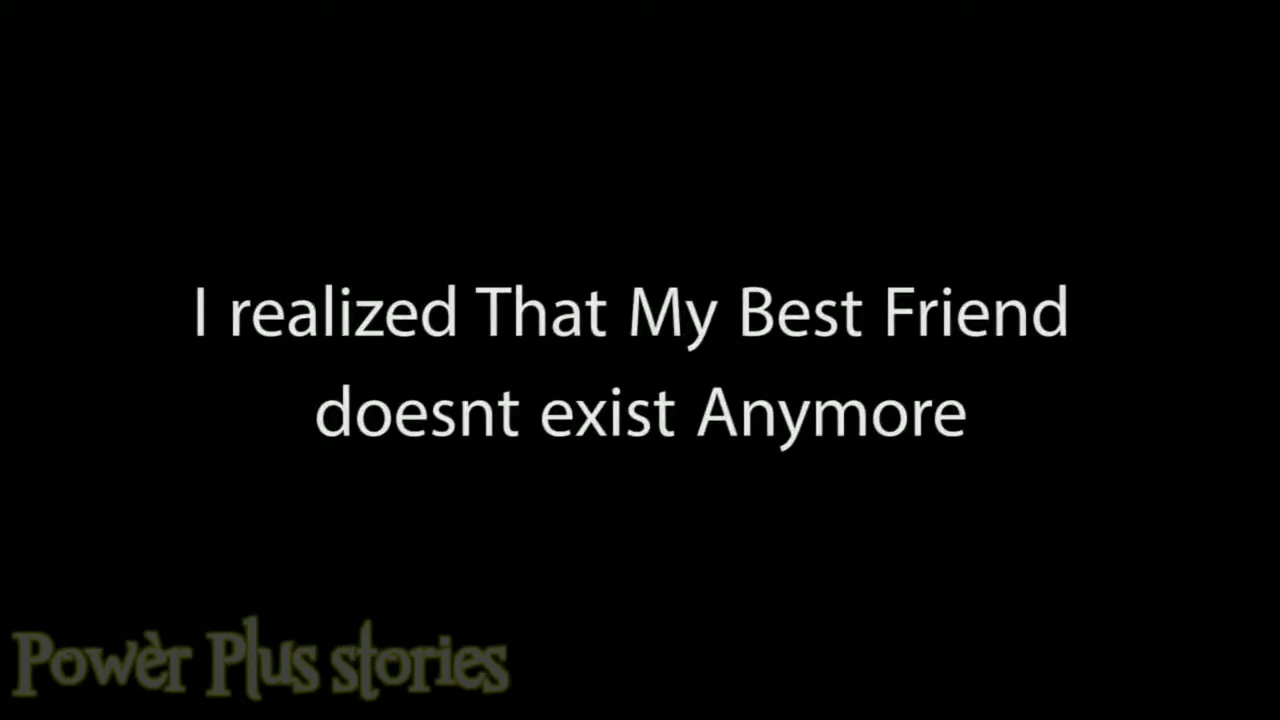 I realized That My Best Friend
doesnt exist Anymore
Powèr Plus stories